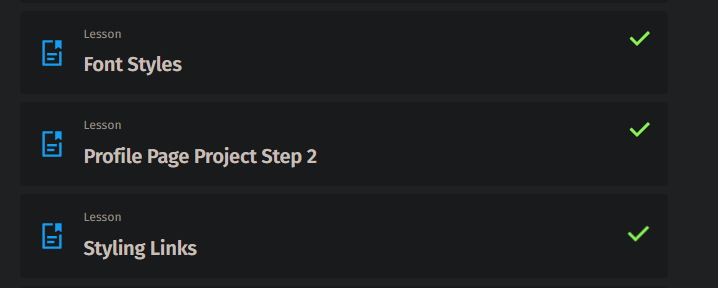 Lesson
Font Styles
Lesson
Profile Page Project Step 2
Lesson
Styling Links